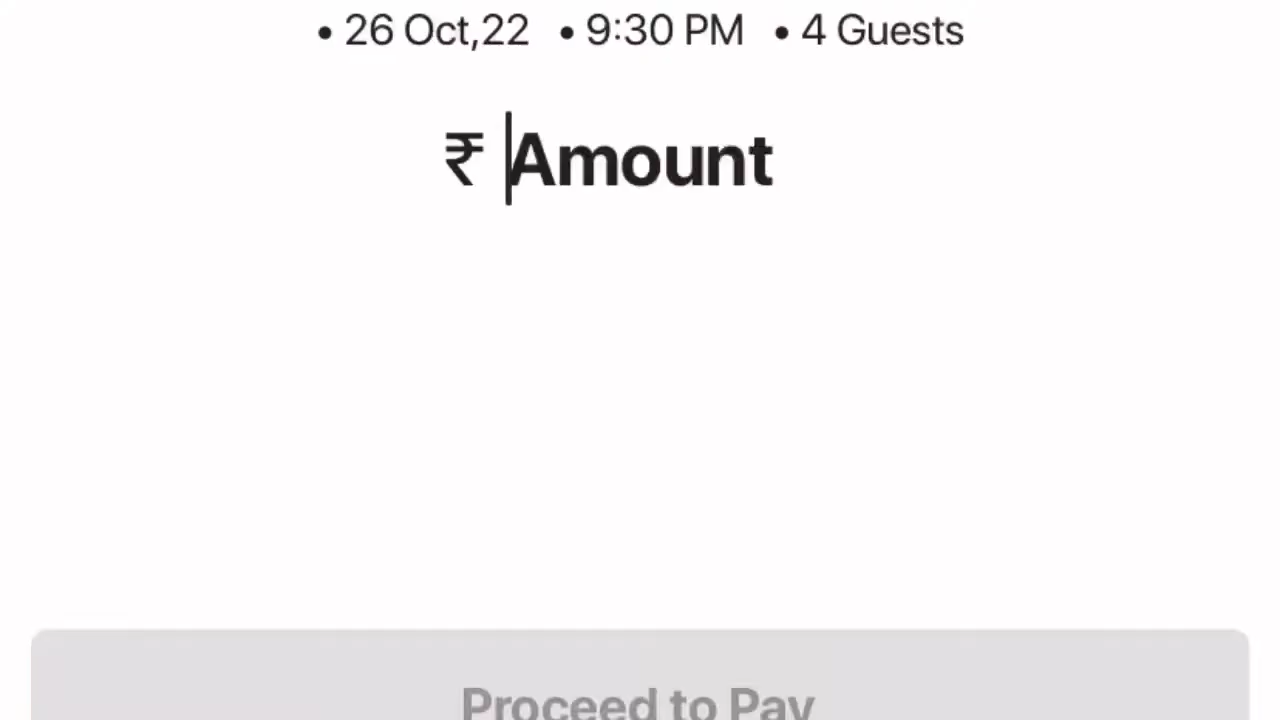 • 26 Oct,22 • 9:30 PM • 4 Guests
₹ Amount
Proceed to Pay